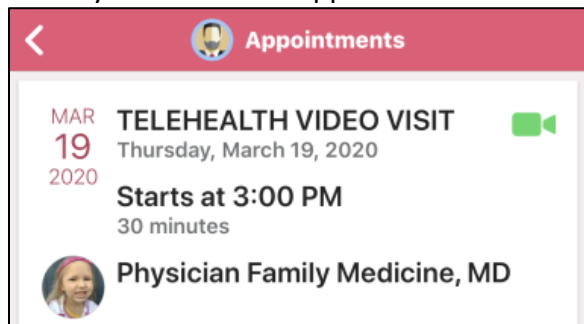 Appointments
MAR
19
2020
TELEHEALTH VIDEO VISIT
Thursday, March 19, 2020
Starts at 3:00 PM
30 minutes
Physician Family Medicine, MD